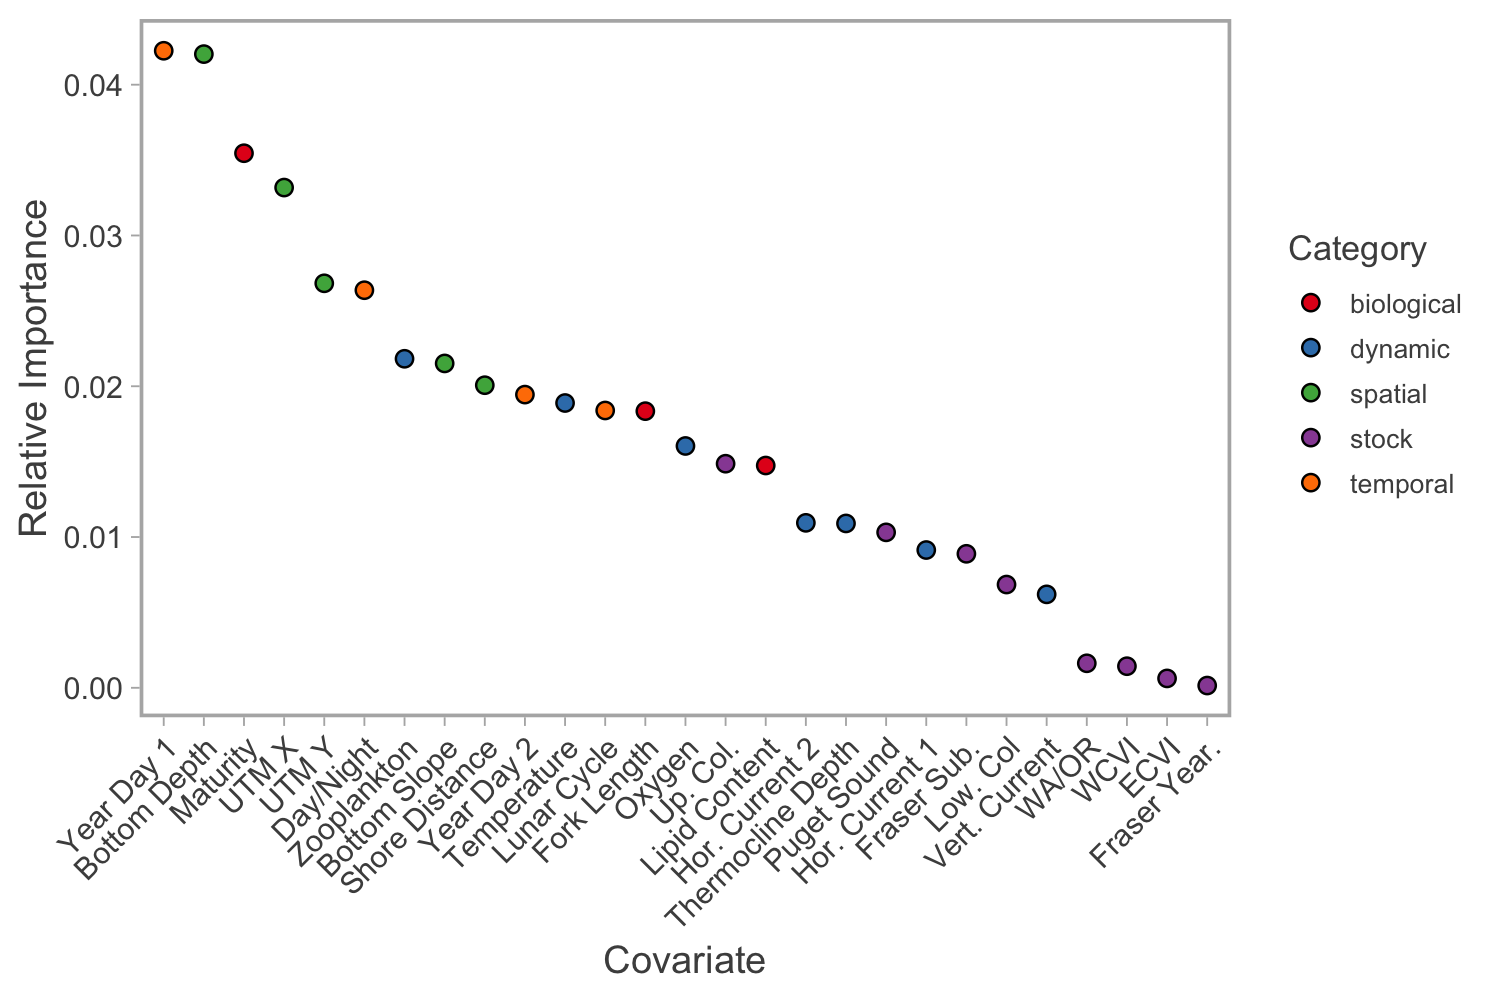 0.04
0.03
0.02
0.01
0.00
Relative Importance
Year Day 1
Bottom Depth
Maturity
UTM X
UTM Y
Day/Night
Zooplankton
Bottom Slope
Shore Distance
Year Day 2
Temperature
Lunar Cycle
Fork Length
Oxygen
Up. Col.
Lipid Content
Hor. Current 2
Thermocline Depth
Puget Sound
Hor. Current 1
Fraser Sub.
Low. Col
Vert. Current
WA/OR
WCVI
ECVI
Fraser Year.
Covariate
Category
biological
dynamic
spatial
stock
temporal